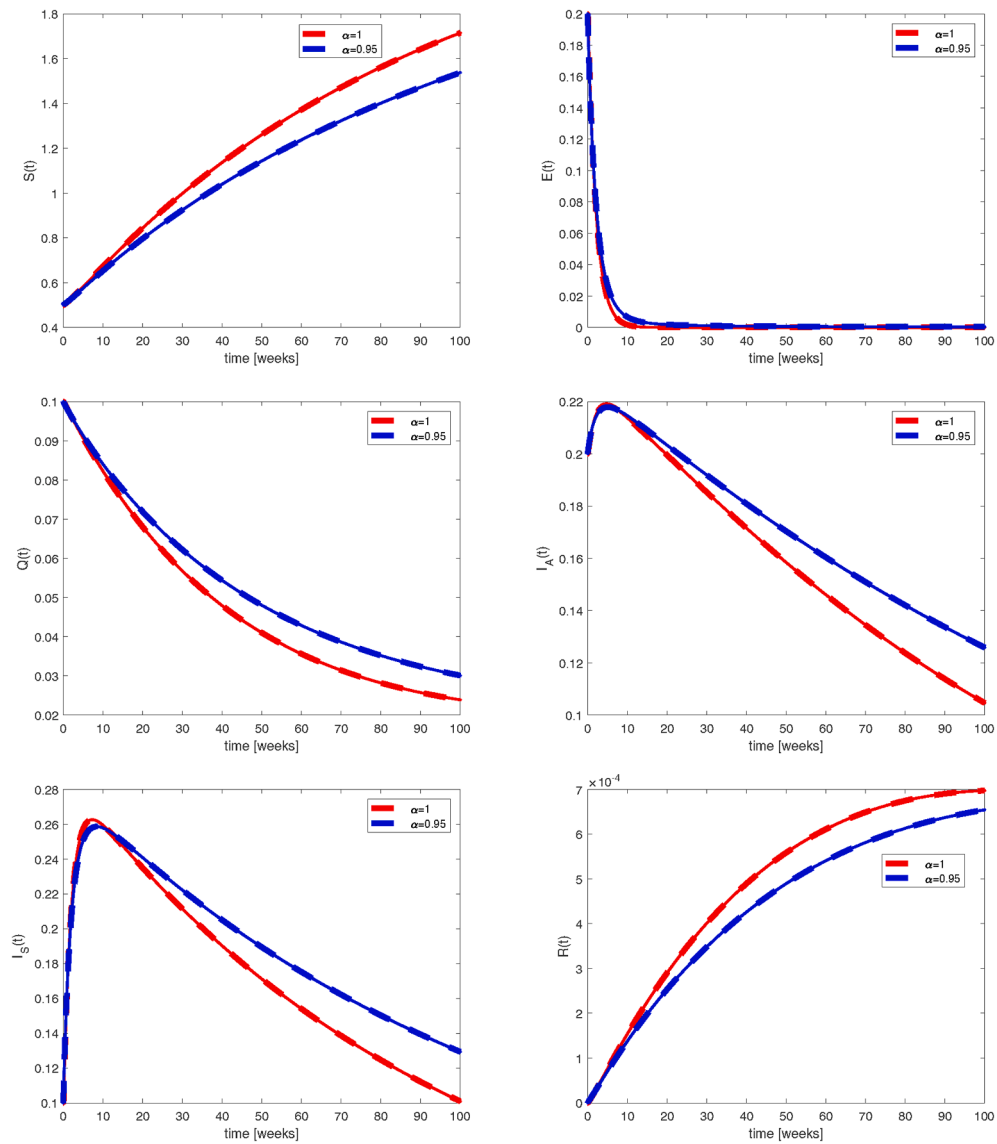 1.8
1.6
1.4
1.2
1
0.8
0.6
0.4
S(t)
α=1
α=0.95
0 10 20 30 40 50 60 70 80 90 100
time [weeks]
0.2
0.18
0.16
0.14
0.12
0.1
0.08
0.06
0.04
0.02
0
E(t)
α=1
α=0.95
0 10 20 30 40 50 60 70 80 90 100
time [weeks]
0.1
0.09
0.08
0.07
0.06
0.05
0.04
0.03
0.02
Q(t)
α=1
α=0.95
0 10 20 30 40 50 60 70 80 90 100
time [weeks]
0.22
0.2
0.18
0.16
0.14
0.12
0.1
I_A(t)
α=1
α=0.95
0 10 20 30 40 50 60 70 80 90 100
time [weeks]
0.28
0.26
0.24
0.22
0.2
0.18
0.16
0.14
0.12
0.1
I_S(t)
α=1
α=0.95
0 10 20 30 40 50 60 70 80 90 100
time [weeks]
×10^-4
7
6
5
4
3
2
1
0
R(t)
α=1
α=0.95
0 10 20 30 40 50 60 70 80 90 100
time [weeks]